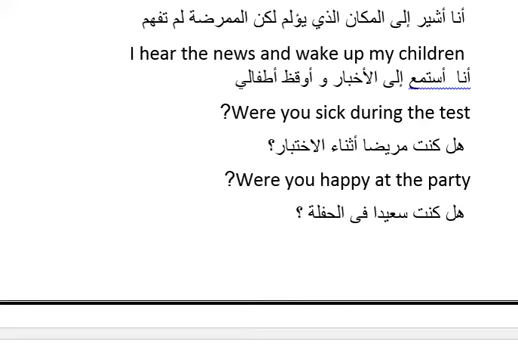 أنا أشير إلى المكان الذي يؤلم لكن الممرضة لم تفهم
I hear the news and wake up my children
أنا أستمع إلى الأخبار و أوقظ أطفالي
?Were you sick during the test
هل كنت مريضا أثناء الاختبار؟
?Were you happy at the party
هل كنت سعيدا فى الحفلة ؟